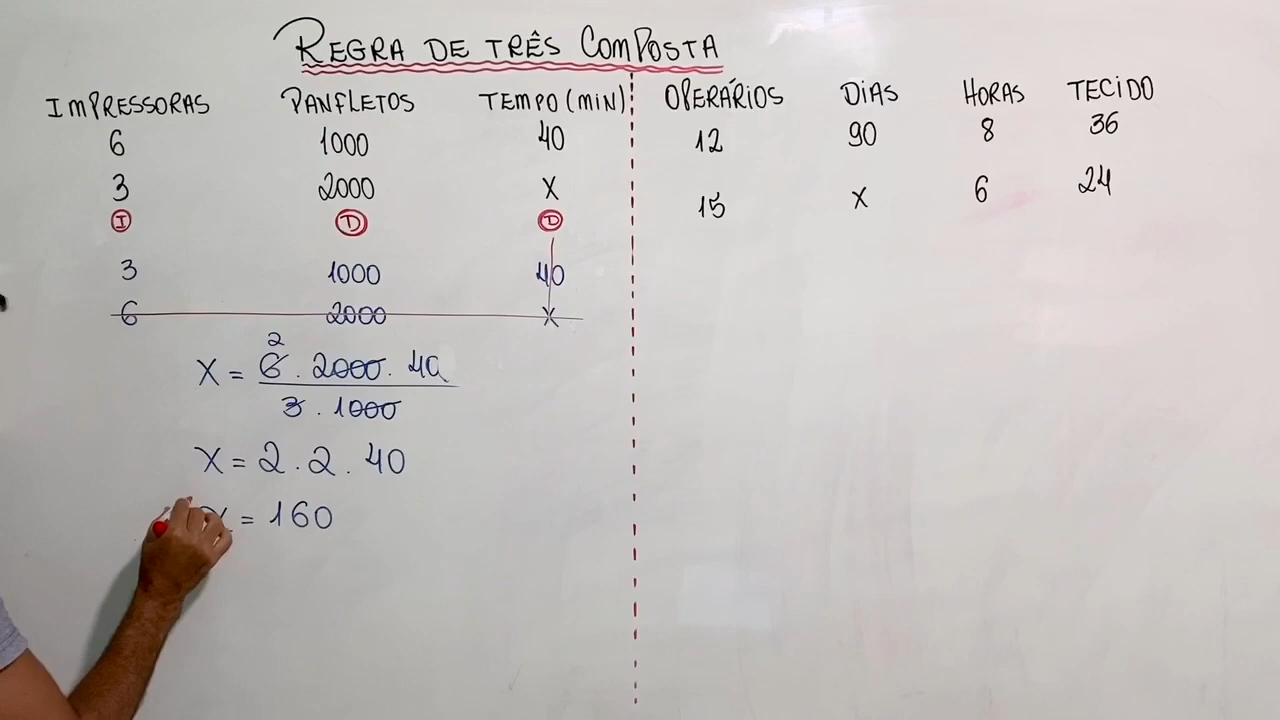 REGRA DE TRÊS COMPOSTA
IMPRESSORAS PANFLETOS TEMPO (MIN)
6 1000 40
3 2000 X
I D D
3 1000 40
6 2000 X
2
X = 6 . 2000 . 40
3 . 1000
X = 2 . 2 . 40
X = 160
OPERÁRIOS DIAS HORAS TECIDO
12 90 8 36
15 X 6 24